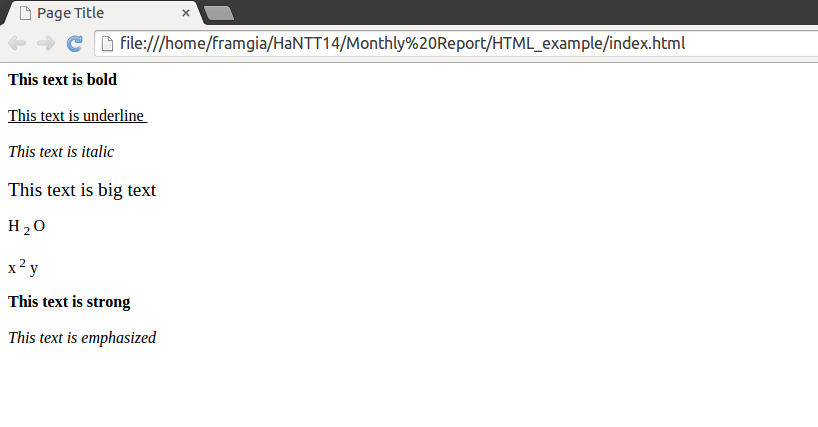 Page Title
file:///home/framgia/HaNTT14/Monthly%20Report/HTML_example/index.html
This text is bold
This text is underline
This text is italic
This text is big text
H 2 O
x 2 y
This text is strong
This text is emphasized